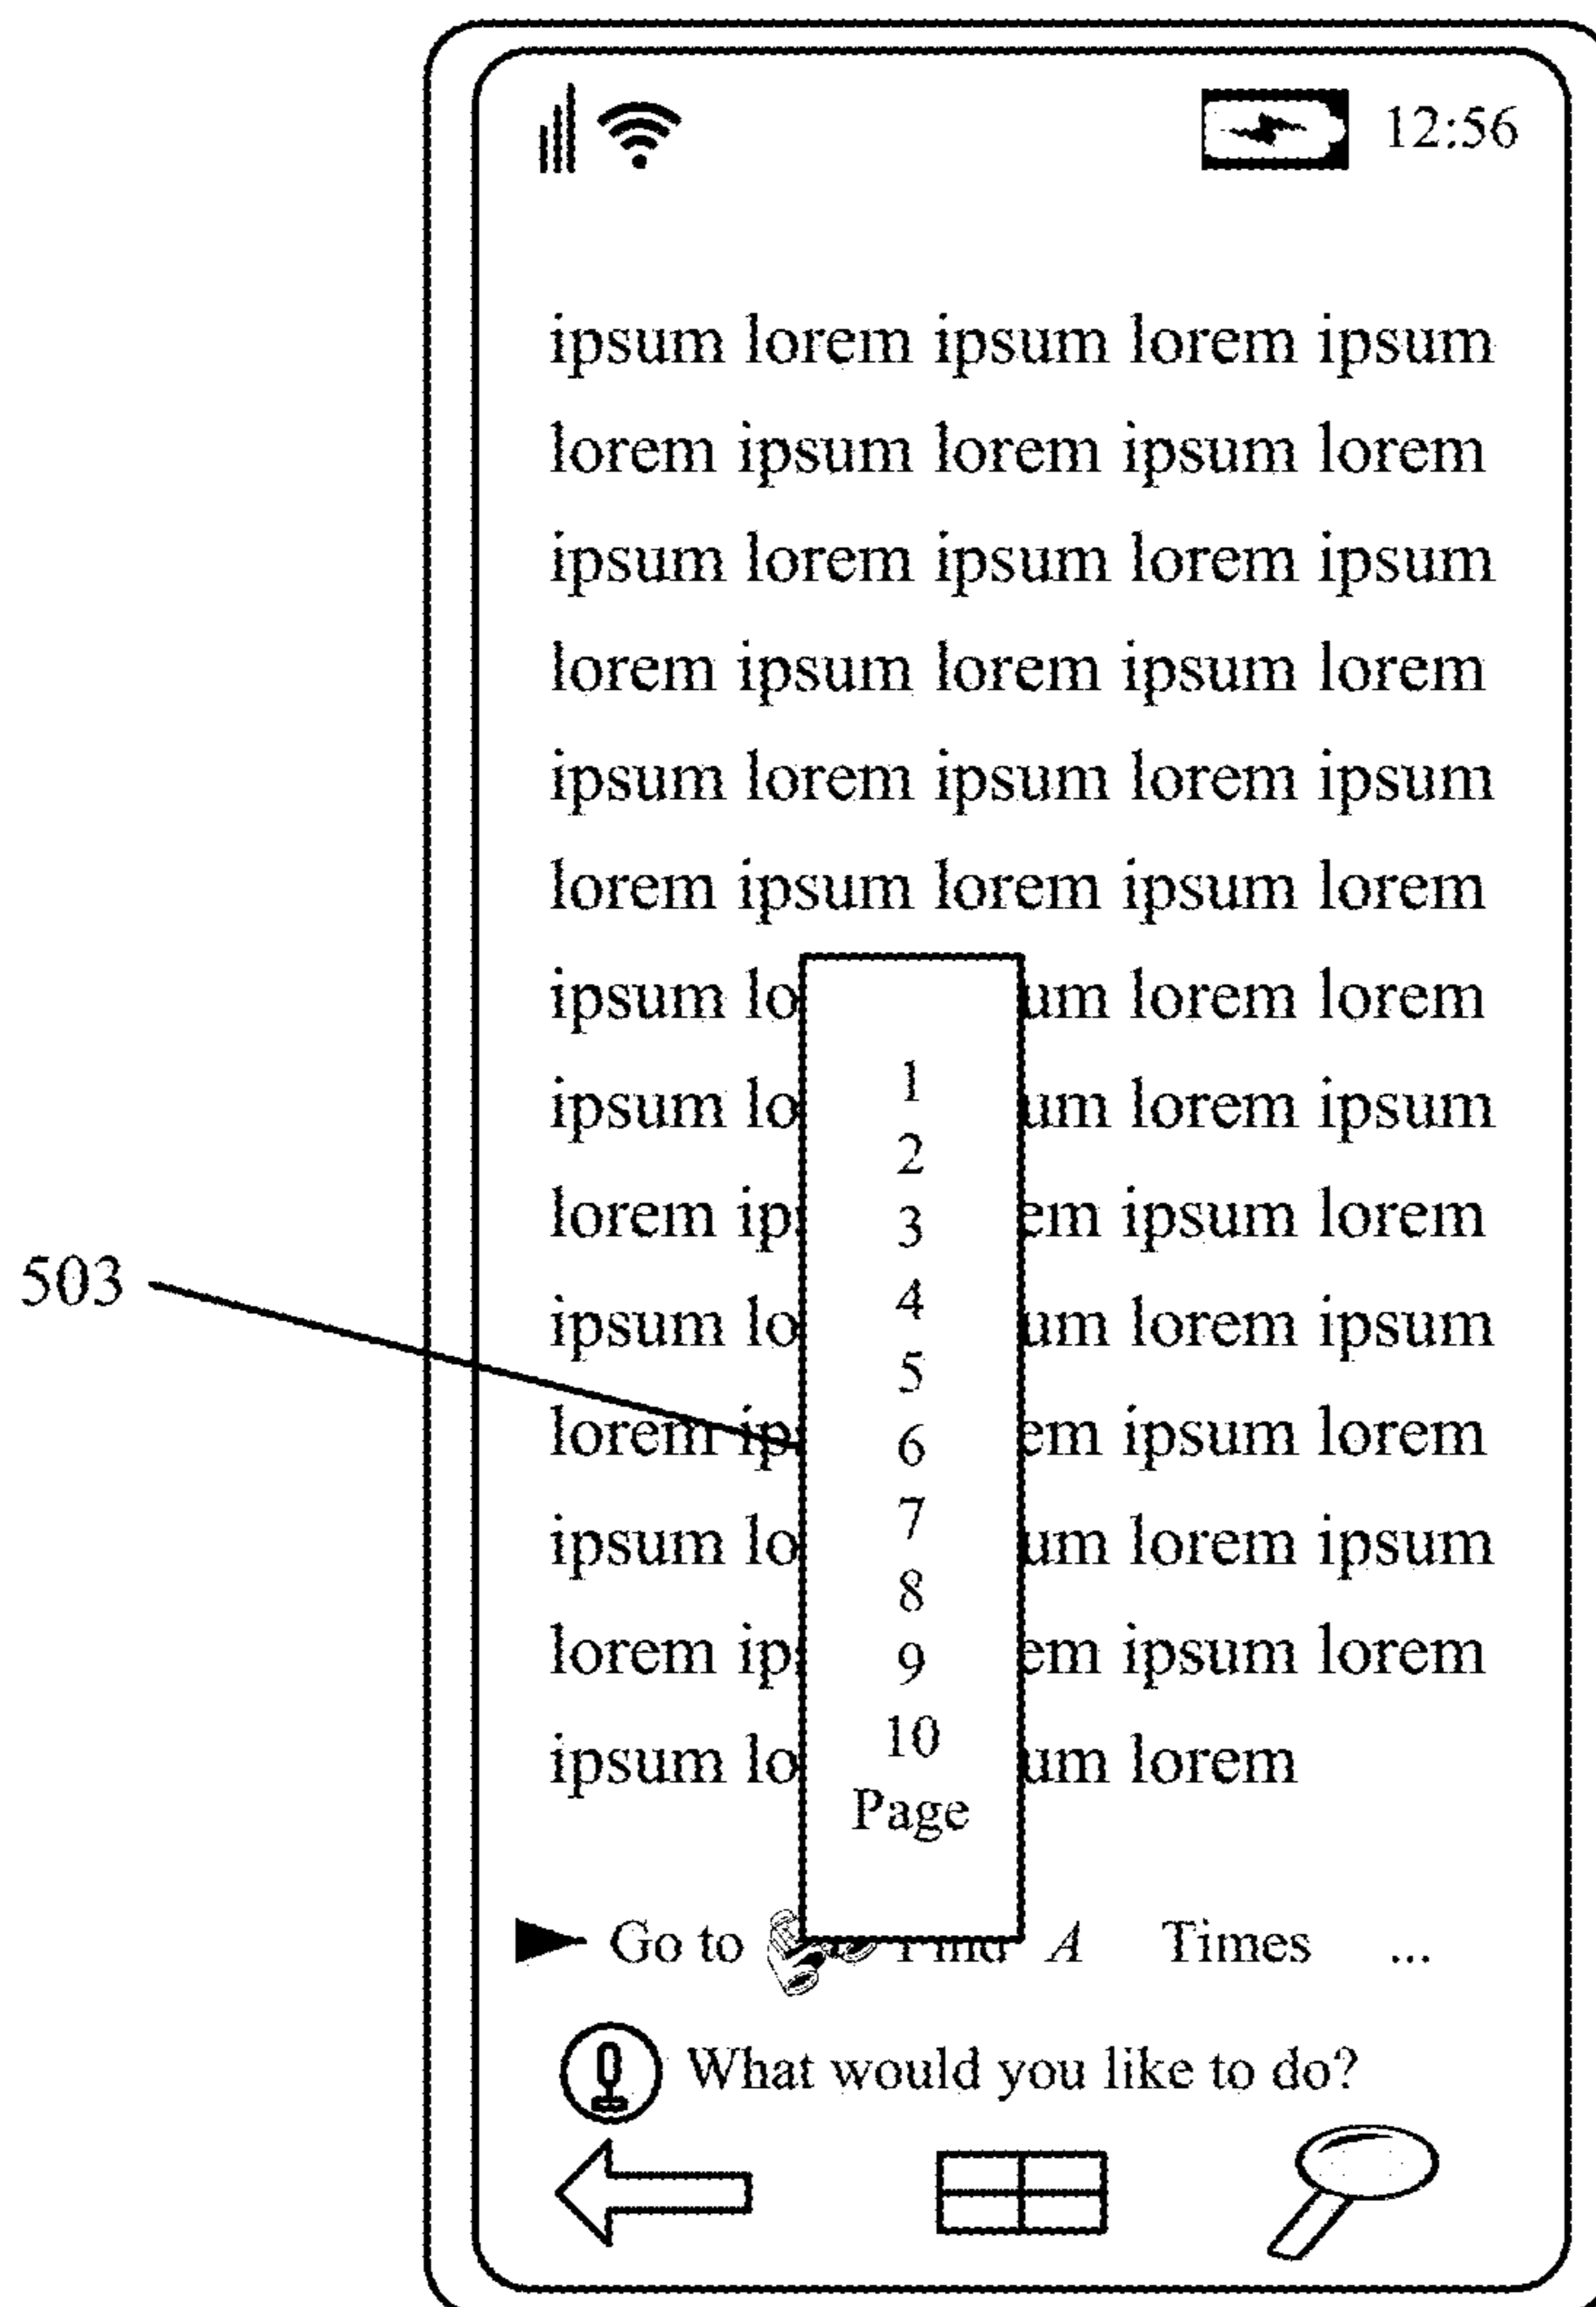 12:56
ipsum lorem ipsum lorem ipsum
lorem ipsum lorem ipsum lorem
ipsum lorem ipsum lorem ipsum
lorem ipsum lorem ipsum lorem
ipsum lorem ipsum lorem ipsum
lorem ipsum lorem ipsum lorem
ipsum lo um lorem lorem
ipsum lo um lorem ipsum
lorem ip em ipsum lorem
ipsum lo um lorem ipsum
lorem ip em ipsum lorem
ipsum lo um lorem ipsum
lorem ip em ipsum lorem
ipsum lo um lorem
1
2
3
4
5
6
7
8
9
10
Page
503
Go to Find A Times ...
What would you like to do?